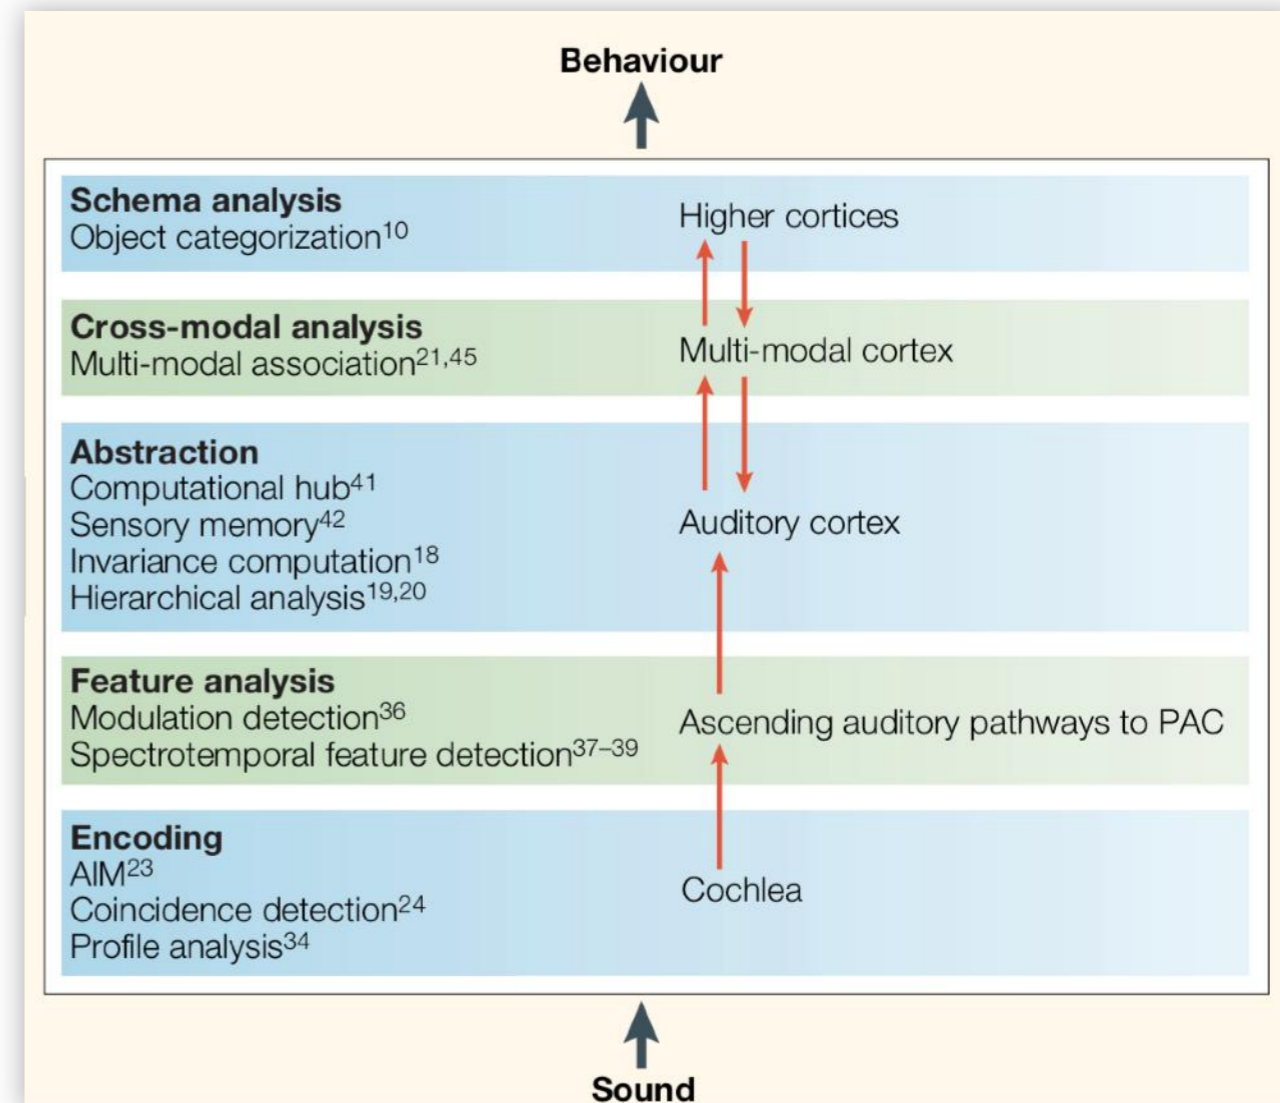 Behaviour
Schema analysis
Object categorization¹⁰
Higher cortices
Cross-modal analysis
Multi-modal association²¹,⁴⁵
Multi-modal cortex
Abstraction
Computational hub⁴¹
Sensory memory⁴²
Invariance computation¹⁸
Hierarchical analysis¹⁹,²⁰
Auditory cortex
Feature analysis
Modulation detection³⁶
Spectrotemporal feature detection³⁷–³⁹
Ascending auditory pathways to PAC
Encoding
AIM²³
Coincidence detection²⁴
Profile analysis³⁴
Cochlea
Sound